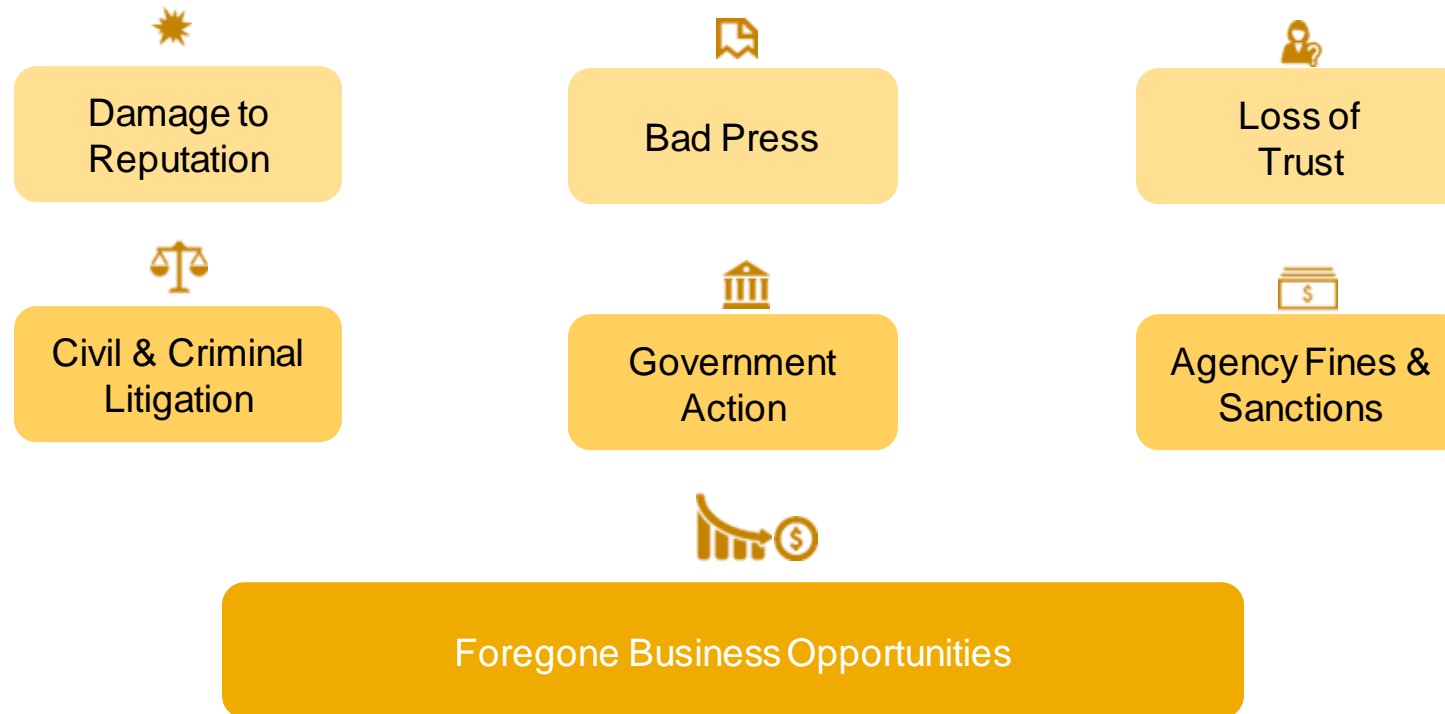 Damage to
Reputation
Bad Press
Loss of
Trust
Civil & Criminal
Litigation
Government
Action
$
Agency Fines &
Sanctions
$
Foregone Business Opportunities